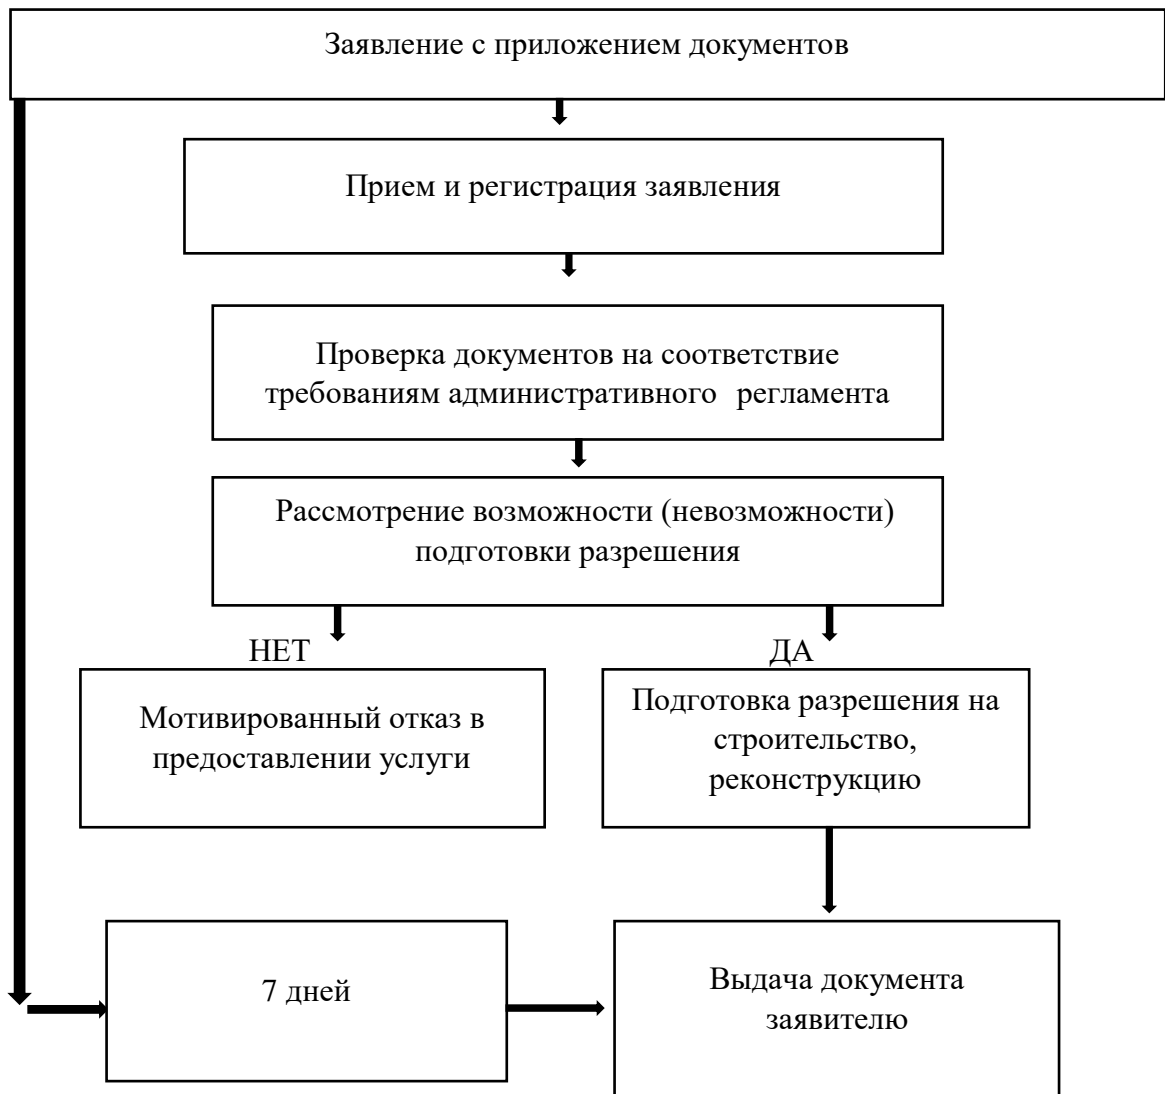 Заявление с приложением документов
Прием и регистрация заявления
Проверка документов на соответствие
требованиям административного регламента
Рассмотрение возможности (невозможности)
подготовки разрешения
НЕТ
ДА
Мотивированный отказ в
предоставлении услуги
Подготовка разрешения на
строительство,
реконструкцию
7 дней
Выдача документа
заявителю